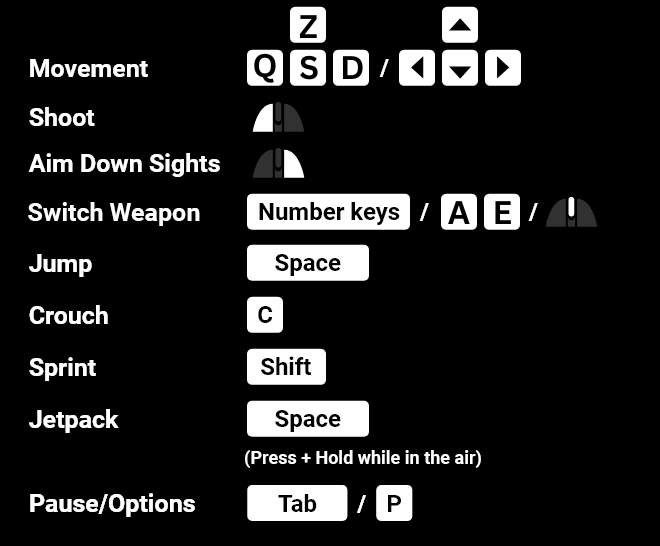 Z
Movement Q S D /
Shoot
Aim Down Sights
Switch Weapon Number keys / A E /
Jump Space
Crouch C
Sprint Shift
Jetpack Space
(Press + Hold while in the air)
Pause/Options Tab / P